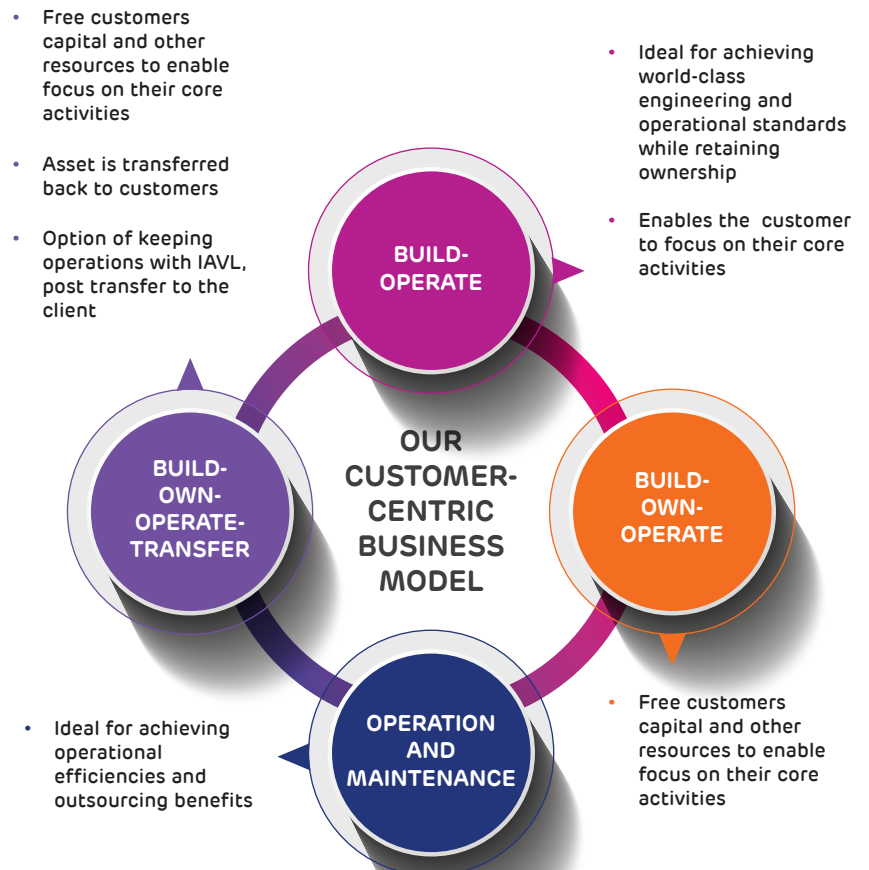 • Free customers
capital and other
resources to enable
focus on their core
activities
• Asset is transferred
back to customers
• Option of keeping
operations with IAVL,
post transfer to the
client
• Ideal for achieving
world-class
engineering and
operational standards
while retaining
ownership
• Enables the customer
to focus on their core
activities
BUILD-
OPERATE
OUR
CUSTOMER-
CENTRIC
BUSINESS
MODEL
BUILD-
OWN-
OPERATE-
TRANSFER
BUILD-
OWN-
OPERATE
OPERATION
AND
MAINTENANCE
• Ideal for achieving
operational
efficiencies and
outsourcing benefits
• Free customers
capital and other
resources to enable
focus on their core
activities